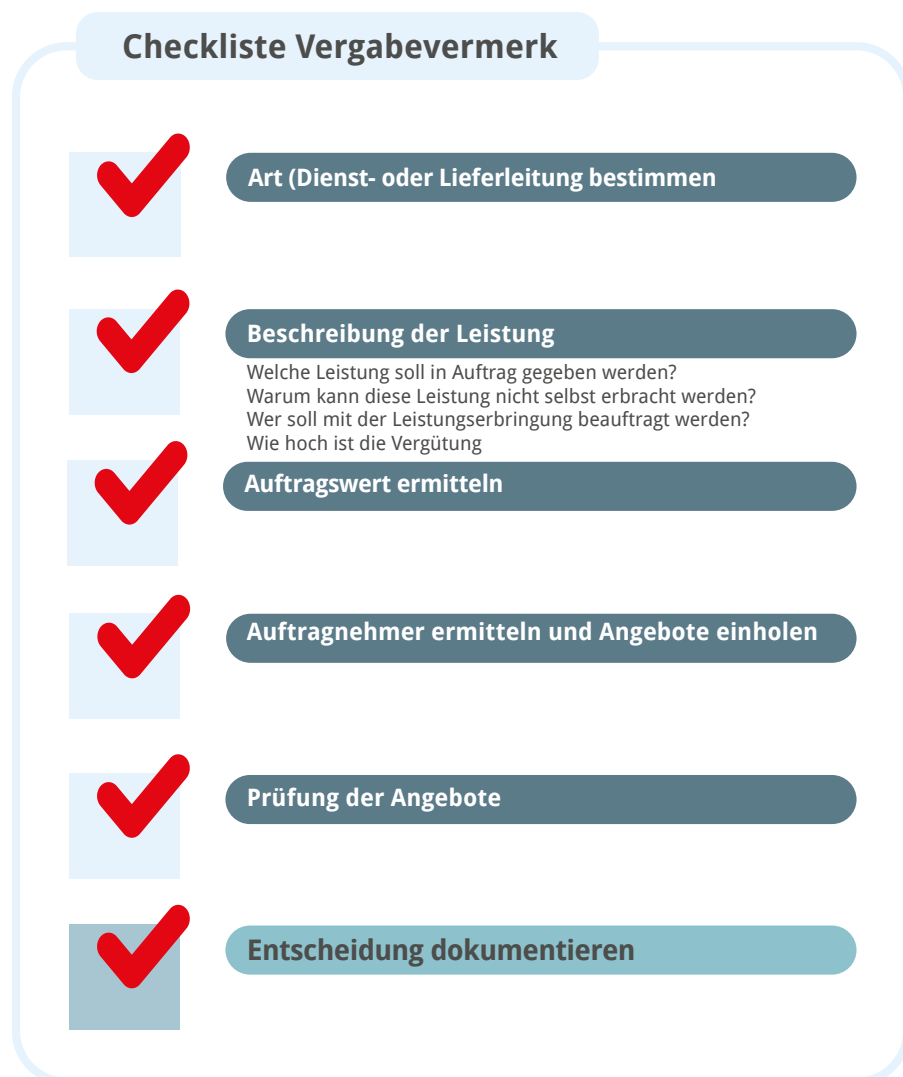 Checkliste Vergabevermerk
Art (Dienst- oder Lieferleitung bestimmen
Beschreibung der Leistung
Welche Leistung soll in Auftrag gegeben werden?
Warum kann diese Leistung nicht selbst erbracht werden?
Wer soll mit der Leistungserbringung beauftragt werden?
Wie hoch ist die Vergütung
Auftragswert ermitteln
Auftragnehmer ermitteln und Angebote einholen
Prüfung der Angebote
Entscheidung dokumentieren